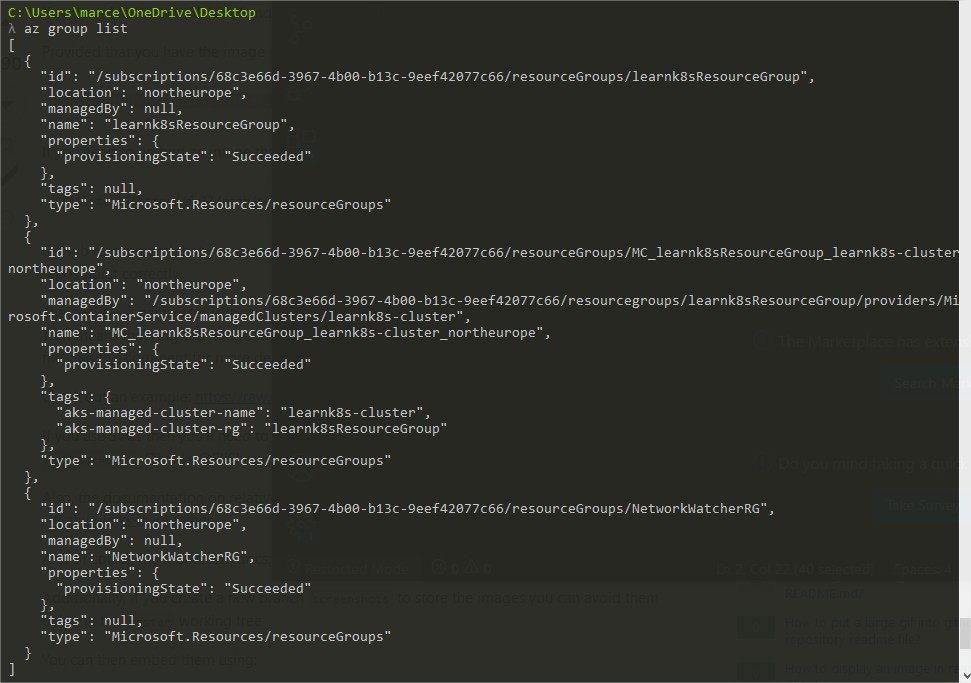 C:\Users\marce\OneDrive\Desktop
λ az group list
[
  {
    "id": "/subscriptions/68c3e66d-3967-4b00-b13c-9eef42077c66/resourceGroups/learnk8sResourceGroup",
    "location": "northeurope",
    "managedBy": null,
    "name": "learnk8sResourceGroup",
    "properties": {
      "provisioningState": "Succeeded"
    },
    "tags": null,
    "type": "Microsoft.Resources/resourceGroups"
  },
  {
    "id": "/subscriptions/68c3e66d-3967-4b00-b13c-9eef42077c66/resourceGroups/MC_learnk8sResourceGroup_learnk8s-cluster
northeurope",
    "location": "northeurope",
    "managedBy": "/subscriptions/68c3e66d-3967-4b00-b13c-9eef42077c66/resourcegroups/learnk8sResourceGroup/providers/Mi
rosoft.ContainerService/managedClusters/learnk8s-cluster",
    "name": "MC_learnk8sResourceGroup_learnk8s-cluster_northeurope",
    "properties": {
      "provisioningState": "Succeeded"
    },
    "tags": {
      "aks-managed-cluster-name": "learnk8s-cluster",
      "aks-managed-cluster-rg": "learnk8sResourceGroup"
    },
    "type": "Microsoft.Resources/resourceGroups"
  },
  {
    "id": "/subscriptions/68c3e66d-3967-4b00-b13c-9eef42077c66/resourceGroups/NetworkWatcherRG",
    "location": "northeurope",
    "managedBy": null,
    "name": "NetworkWatcherRG",
    "properties": {
      "provisioningState": "Succeeded"
    },
    "tags": null,
    "type": "Microsoft.Resources/resourceGroups"
  }
]